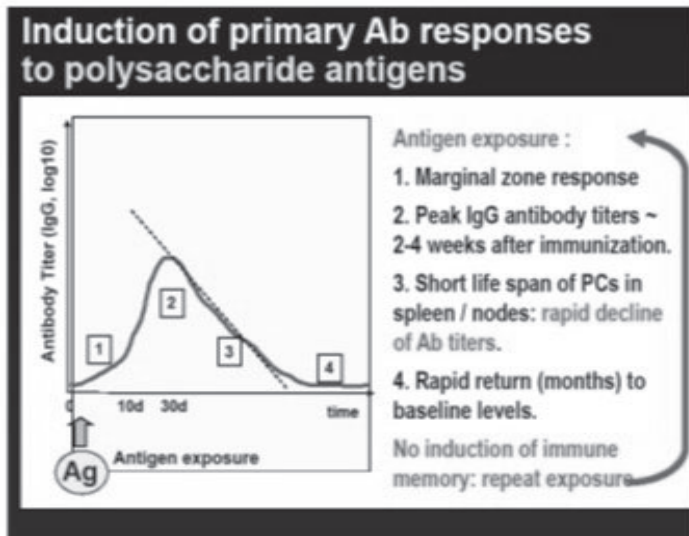 Induction of primary Ab responses
to polysaccharide antigens
Antibody Titer (IgG, log10)
1
2
3
4
0
10d
30d
time
Ag
Antigen exposure
Antigen exposure :
1. Marginal zone response
2. Peak IgG antibody titers ~
2-4 weeks after immunization.
3. Short life span of PCs in
spleen / nodes: rapid decline
of Ab titers.
4. Rapid return (months) to
baseline levels.
No induction of immune
memory: repeat exposure